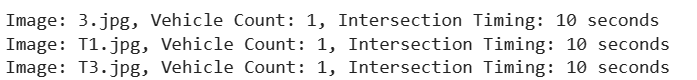 Image: 3.jpg, Vehicle Count: 1, Intersection Timing: 10 seconds
Image: T1.jpg, Vehicle Count: 1, Intersection Timing: 10 seconds
Image: T3.jpg, Vehicle Count: 1, Intersection Timing: 10 seconds